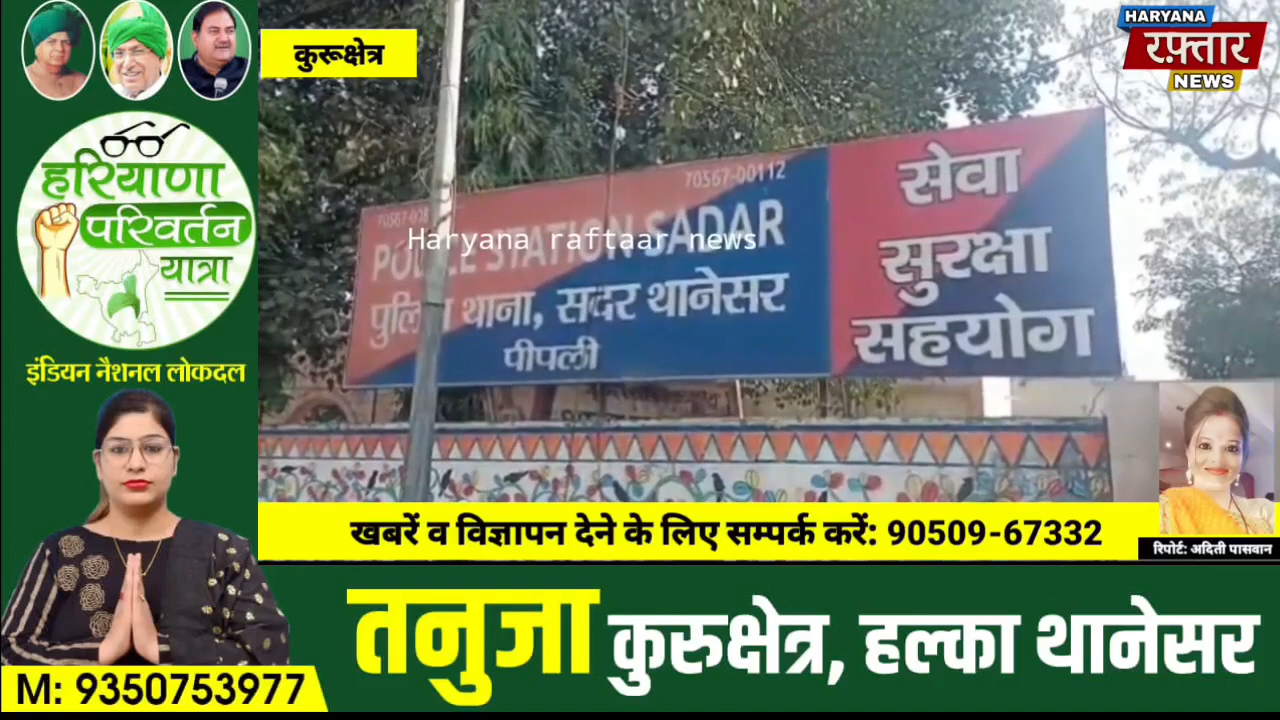 कुरूक्षेत्र
HARYANA
रफ़्तार
NEWS
हरियाणा
परिवर्तन
यात्रा
इंडियन नैशनल लोकदल
70567-00112
POLICE STATION SADAR
Haryana raftaar news
पुलिस थाना, सदर थानेसर
पीपली
सेवा
सुरक्षा
सहयोग
खबरें व विज्ञापन देने के लिए सम्पर्क करें: 90509-67332
रिपोर्ट: अदिती पासवान
तनुजा कुरुक्षेत्र, हल्का थानेसर
M: 9350753977